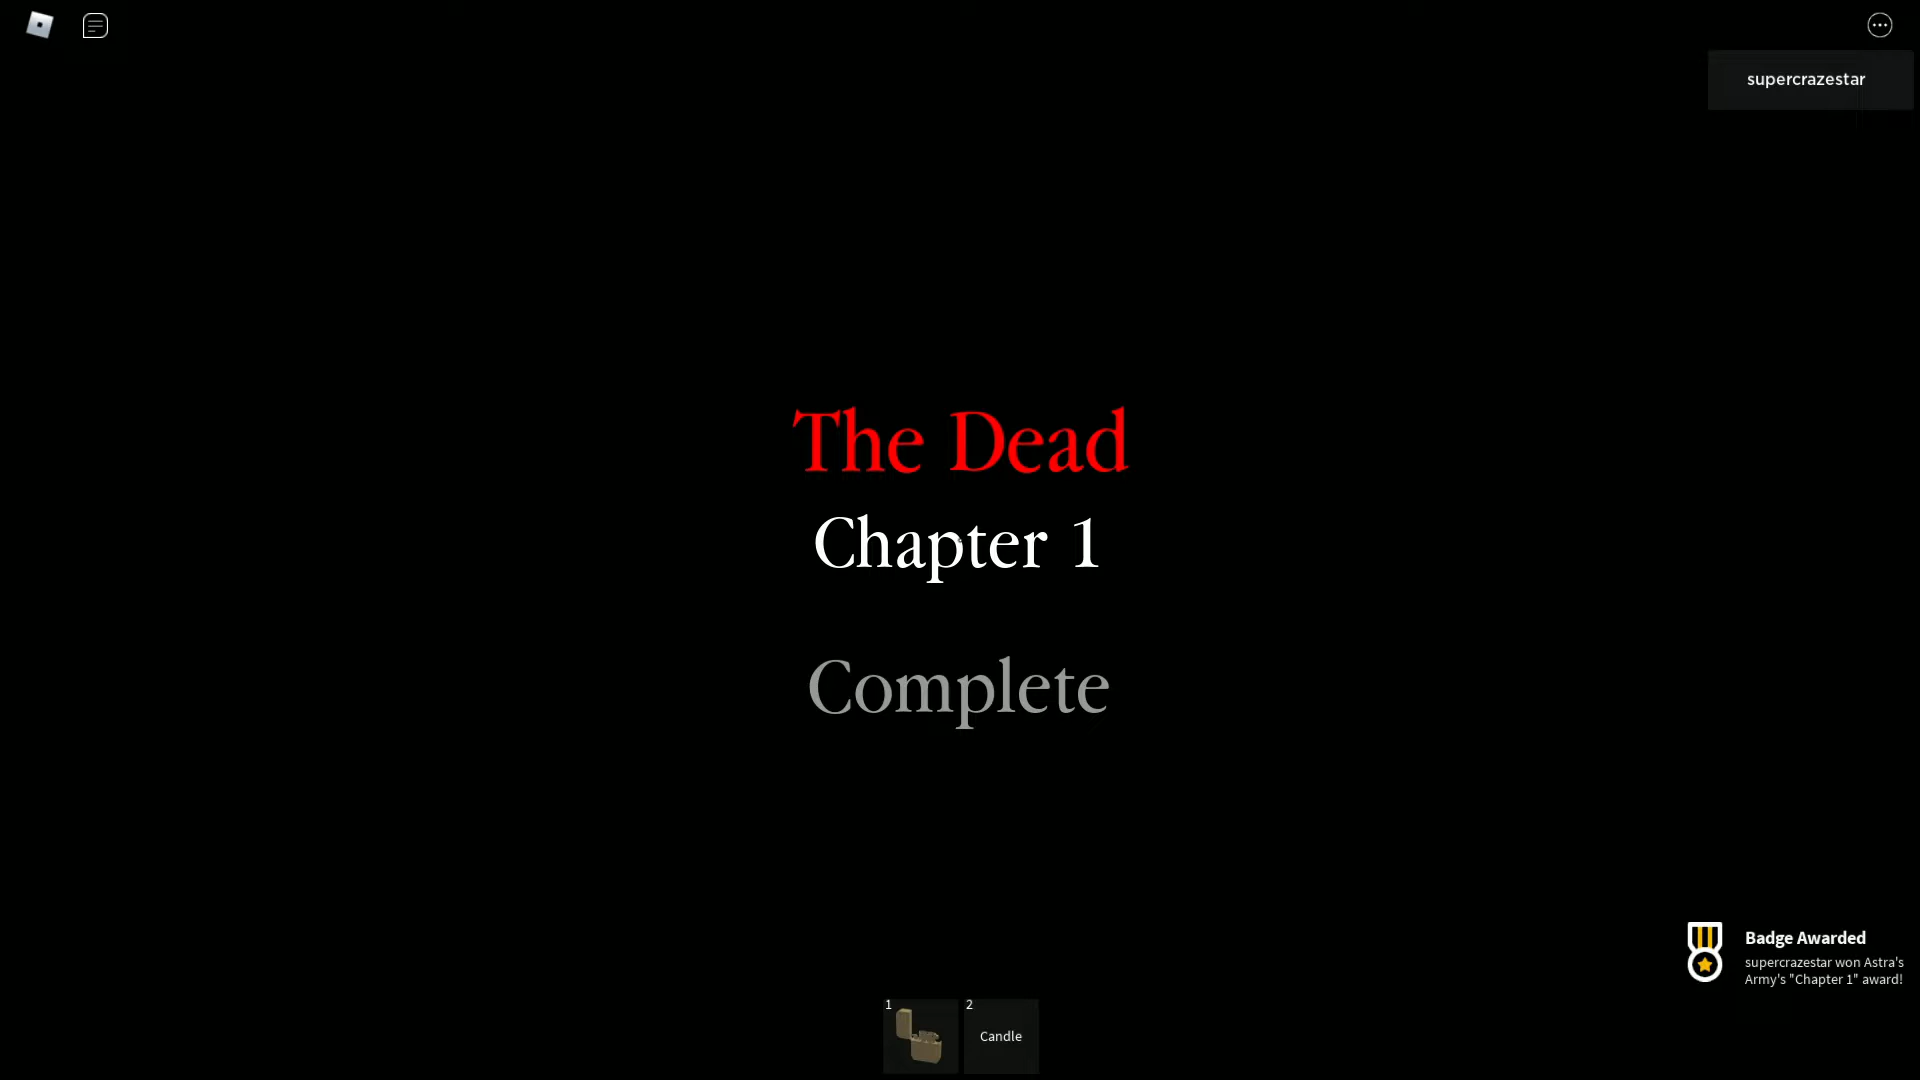 supercrazestar
The Dead
Chapter 1
Complete
Badge Awarded
supercrazestar won Astra's
Army's "Chapter 1" award!
1
2
Candle